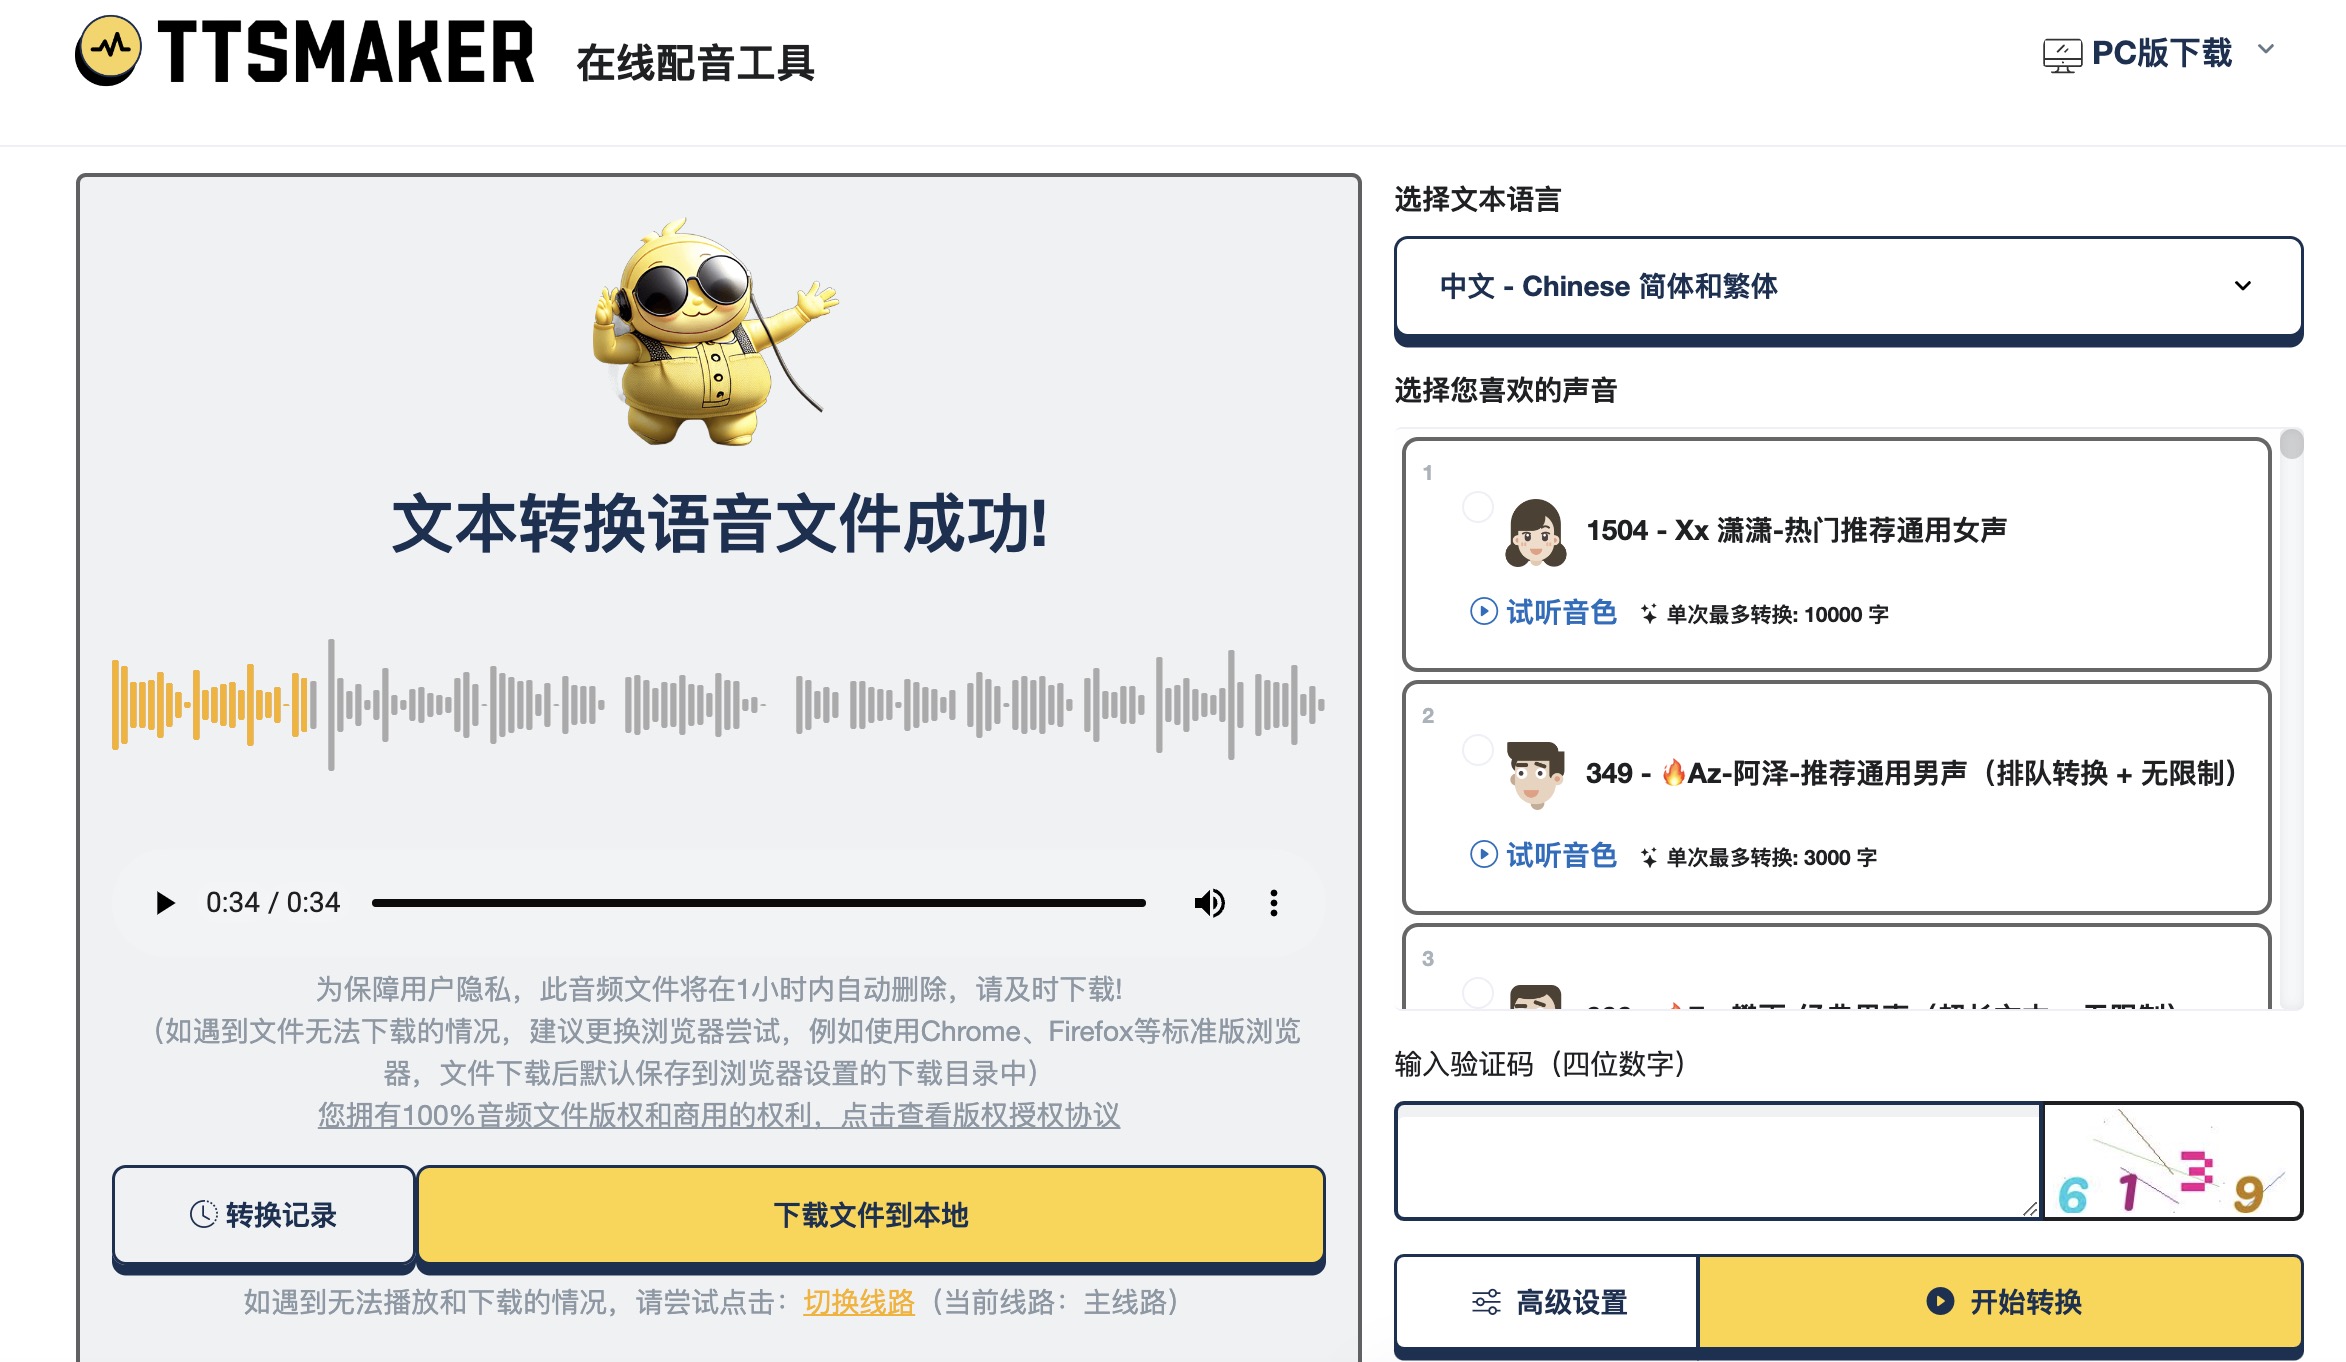 TTSMAKER 在线配音工具
PC版下载
文本转换语音文件成功!
0:34 / 0:34
为保障用户隐私，此音频文件将在1小时内自动删除，请及时下载!
（如遇到文件无法下载的情况，建议更换浏览器尝试，例如使用Chrome、Firefox等标准版浏览
器，文件下载后默认保存到浏览器设置的下载目录中）
您拥有100%音频文件版权和商用的权利，点击查看版权授权协议
转换记录
下载文件到本地
如遇到无法播放和下载的情况，请尝试点击：切换线路（当前线路：主线路）
选择文本语言
中文 - Chinese 简体和繁体
选择您喜欢的声音
1
1504 - Xx 潇潇-热门推荐通用女声
试听音色 单次最多转换: 10000 字
2
349 - 🔥Az-阿泽-推荐通用男声（排队转换 + 无限制）
试听音色 单次最多转换: 3000 字
3
输入验证码（四位数字）
6 1 3 9
高级设置
开始转换